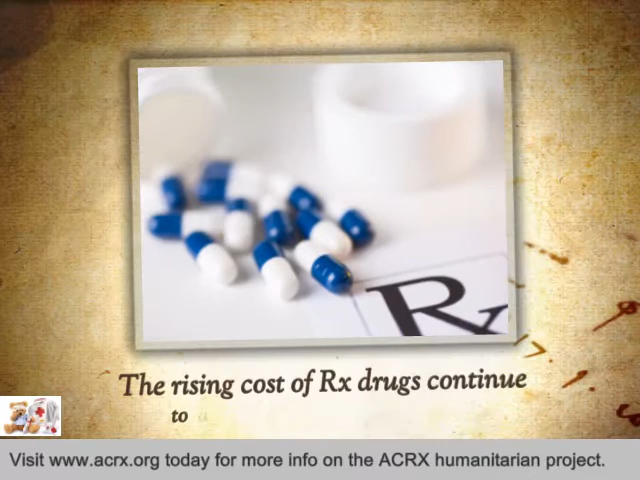 Rx
The rising cost of Rx drugs continue
to
Visit www.acrx.org today for more info on the ACRX humanitarian project.